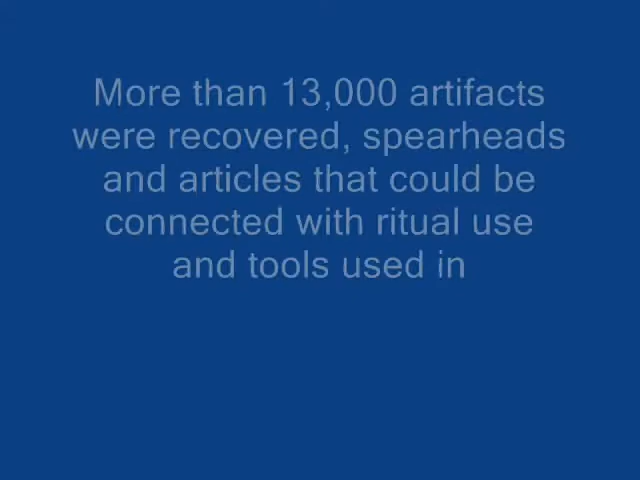 More than 13,000 artifacts
were recovered, spearheads
and articles that could be
connected with ritual use
and tools used in